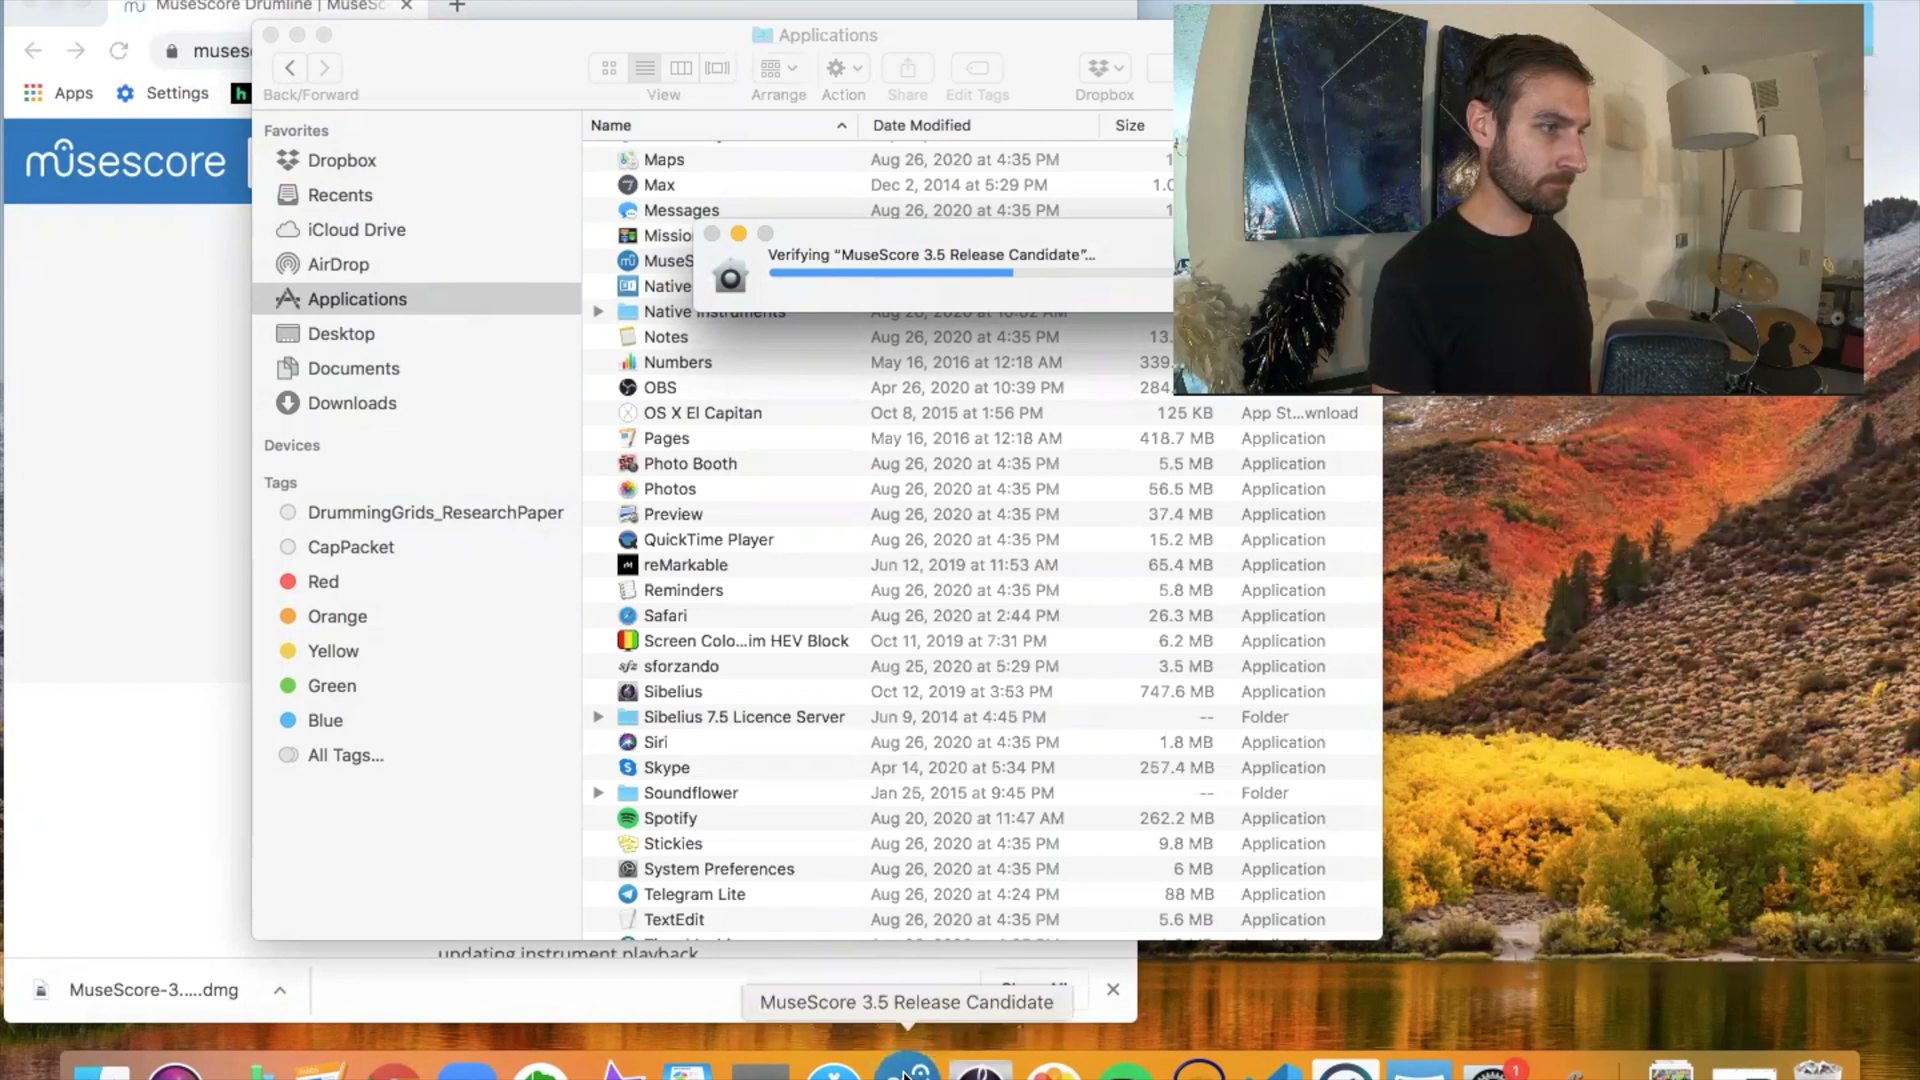 MuseScore Drumline | MuseSc
Applications
muses
Back/Forward
View
Arrange
Action
Share
Edit Tags
Dropbox
Apps
Settings
h
musescore
Favorites
Dropbox
Recents
iCloud Drive
AirDrop
Applications
Desktop
Documents
Downloads
Devices
Tags
DrummingGrids_ResearchPaper
CapPacket
Red
Orange
Yellow
Green
Blue
All Tags...
Name Date Modified Size
Maps Aug 26, 2020 at 4:35 PM 1
Max Dec 2, 2014 at 5:29 PM 1.0
Messages Aug 26, 2020 at 4:35 PM 1
Missio
MuseS
Native
Verifying “MuseScore 3.5 Release Candidate”...
Native Instruments
Notes Aug 26, 2020 at 4:35 PM 13.
Numbers May 16, 2016 at 12:18 AM 339
OBS Apr 26, 2020 at 10:39 PM 284
OS X El Capitan Oct 8, 2015 at 1:56 PM 125 KB App St...wnload
Pages May 16, 2016 at 12:18 AM 418.7 MB Application
Photo Booth Aug 26, 2020 at 4:35 PM 5.5 MB Application
Photos Aug 26, 2020 at 4:35 PM 56.5 MB Application
Preview Aug 26, 2020 at 4:35 PM 37.4 MB Application
QuickTime Player Aug 26, 2020 at 4:35 PM 15.2 MB Application
reMarkable Jun 12, 2019 at 11:53 AM 65.4 MB Application
Reminders Aug 26, 2020 at 4:35 PM 5.8 MB Application
Safari Aug 26, 2020 at 2:44 PM 26.3 MB Application
Screen Colo...im HEV Block Oct 11, 2019 at 7:31 PM 6.2 MB Application
sforzando Aug 25, 2020 at 5:29 PM 3.5 MB Application
Sibelius Oct 12, 2019 at 3:53 PM 747.6 MB Application
Sibelius 7.5 Licence Server Jun 9, 2014 at 4:45 PM -- Folder
Siri Aug 26, 2020 at 4:35 PM 1.8 MB Application
Skype Apr 14, 2020 at 5:34 PM 257.4 MB Application
Soundflower Jan 25, 2015 at 9:45 PM -- Folder
Spotify Aug 20, 2020 at 11:47 AM 262.2 MB Application
Stickies Aug 26, 2020 at 4:35 PM 9.8 MB Application
System Preferences Aug 26, 2020 at 4:35 PM 6 MB Application
Telegram Lite Aug 26, 2020 at 4:24 PM 88 MB Application
TextEdit Aug 26, 2020 at 4:35 PM 5.6 MB Application
updating instrument playback
MuseScore-3.....dmg
MuseScore 3.5 Release Candidate
1